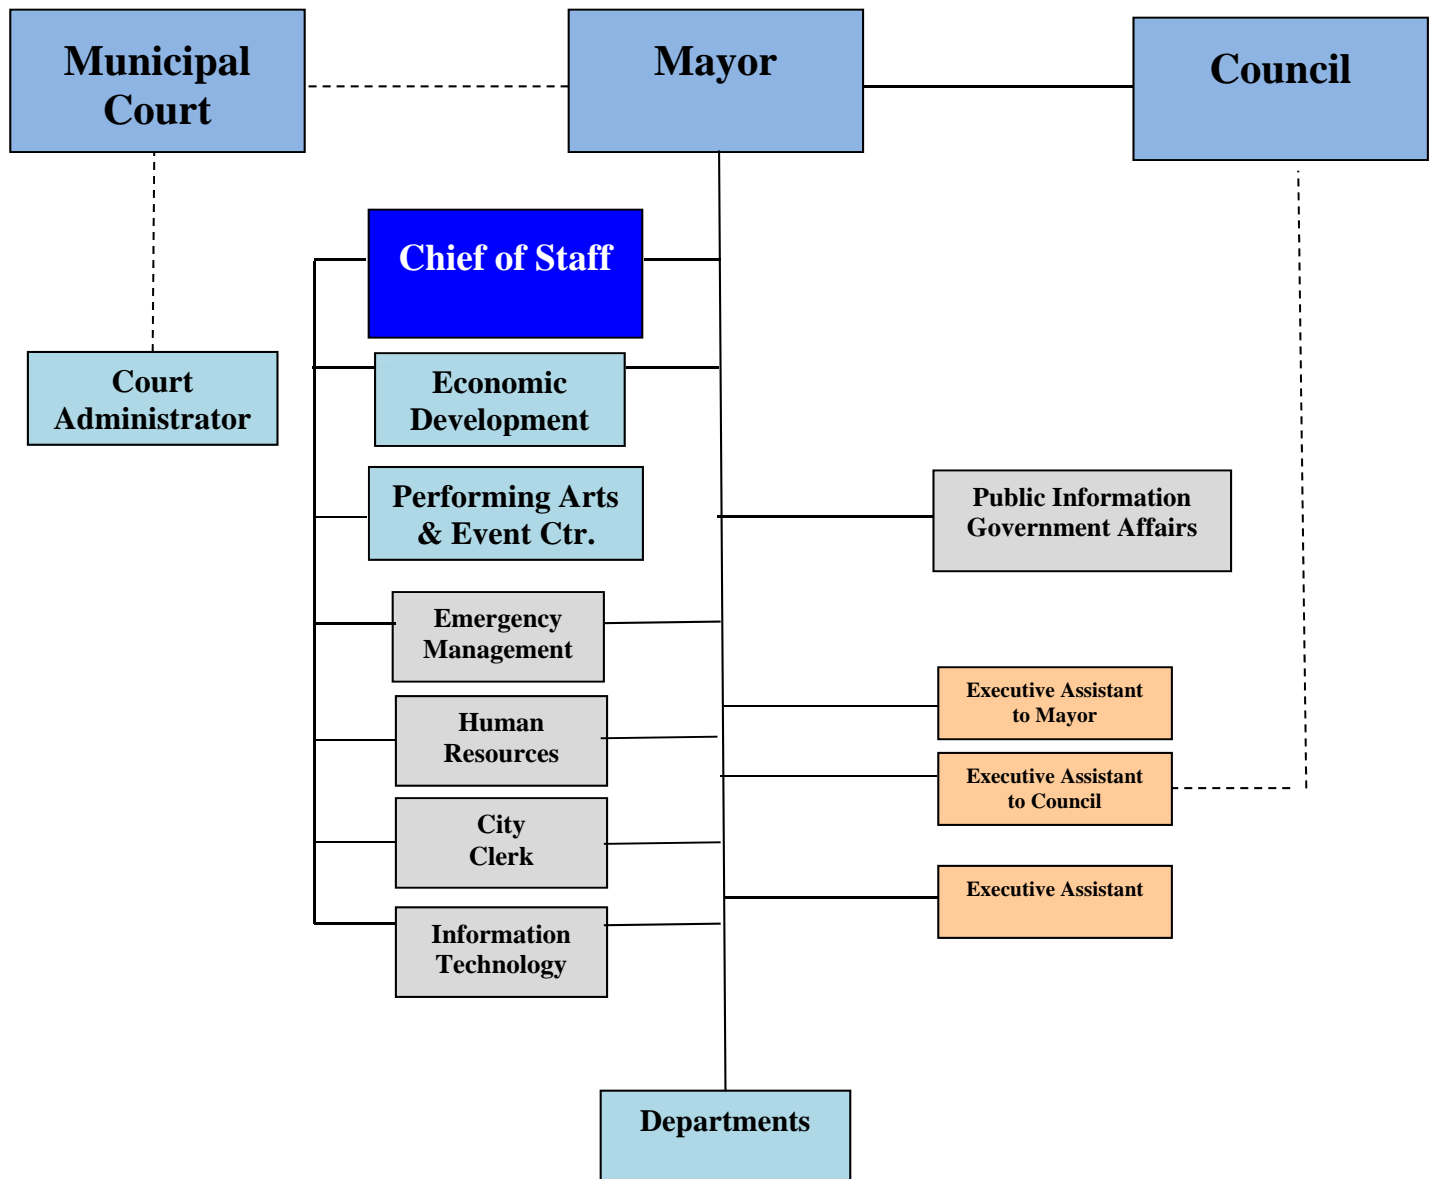 Municipal
Court
Mayor
Council
Chief of Staff
Court
Administrator
Economic
Development
Performing Arts
& Event Ctr.
Public Information
Government Affairs
Emergency
Management
Executive Assistant
to Mayor
Human
Resources
Executive Assistant
to Council
City
Clerk
Executive Assistant
Information
Technology
Departments